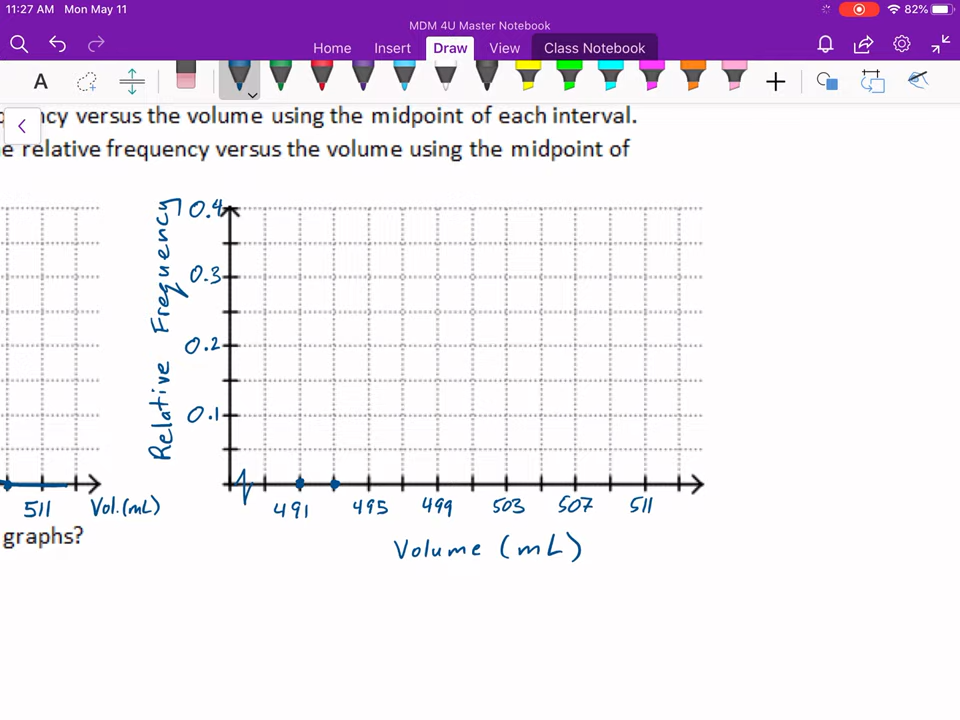 11:27 AM Mon May 11
82%
MDM 4U Master Notebook
Home Insert Draw View Class Notebook
A
ncy versus the volume using the midpoint of each interval.
e relative frequency versus the volume using the midpoint of
Relative Frequency
0.4
0.3
0.2
0.1
491 495 499 503 507 511
Volume (mL)
511 Vol.(mL)
graphs?